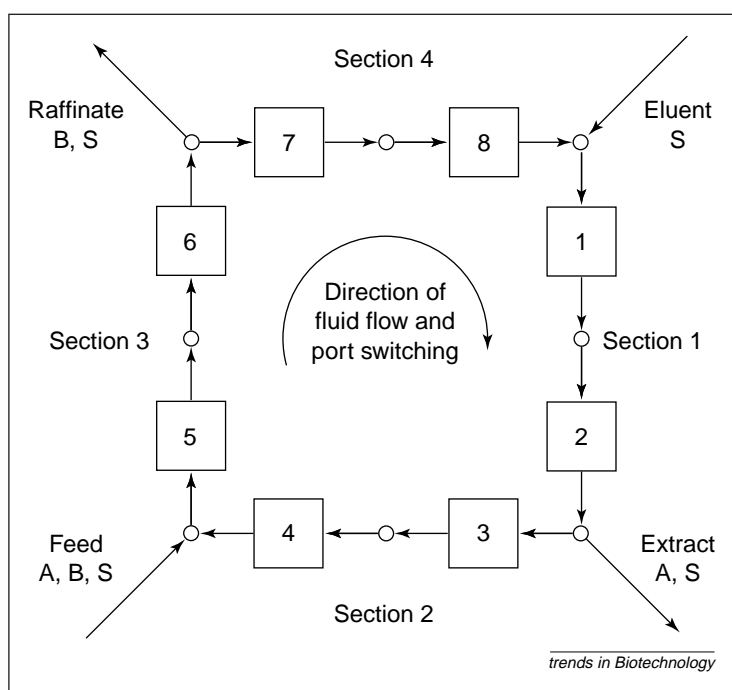 Section 4
Raffinate
B, S
Eluent
S
7
8
6
1
Direction of
fluid flow and
port switching
Section 3
Section 1
5
2
4
3
Feed
A, B, S
Extract
A, S
Section 2
trends in Biotechnology